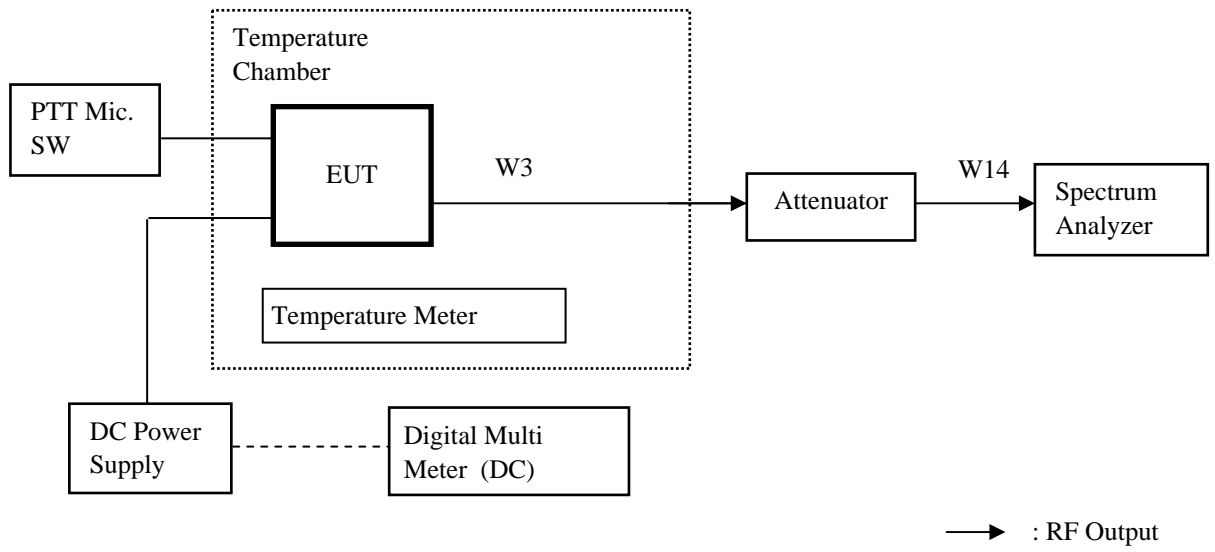 Temperature
Chamber
PTT Mic.
SW
EUT
W3
Attenuator
W14
Spectrum
Analyzer
Temperature Meter
DC Power
Supply
Digital Multi
Meter (DC)
: RF Output